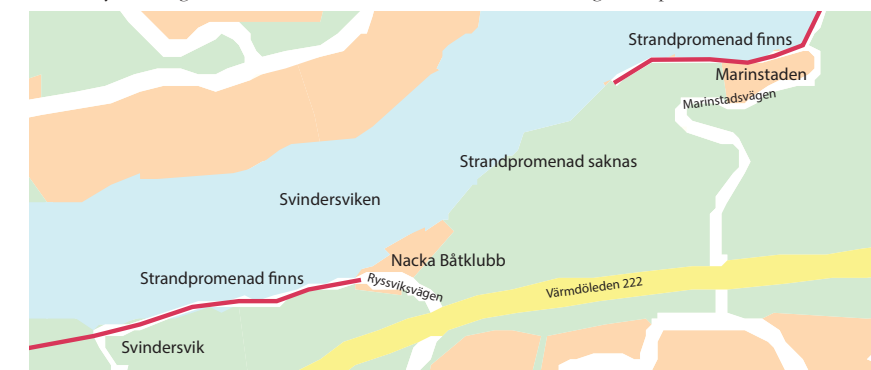 Strandpromenad finns
Marinstaden
Marinstadsvägen
Strandpromenad saknas
Svindersviken
Nacka Båtklubb
Strandpromenad finns
Ryssviksvägen
Värmdöleden 222
Svindersvik